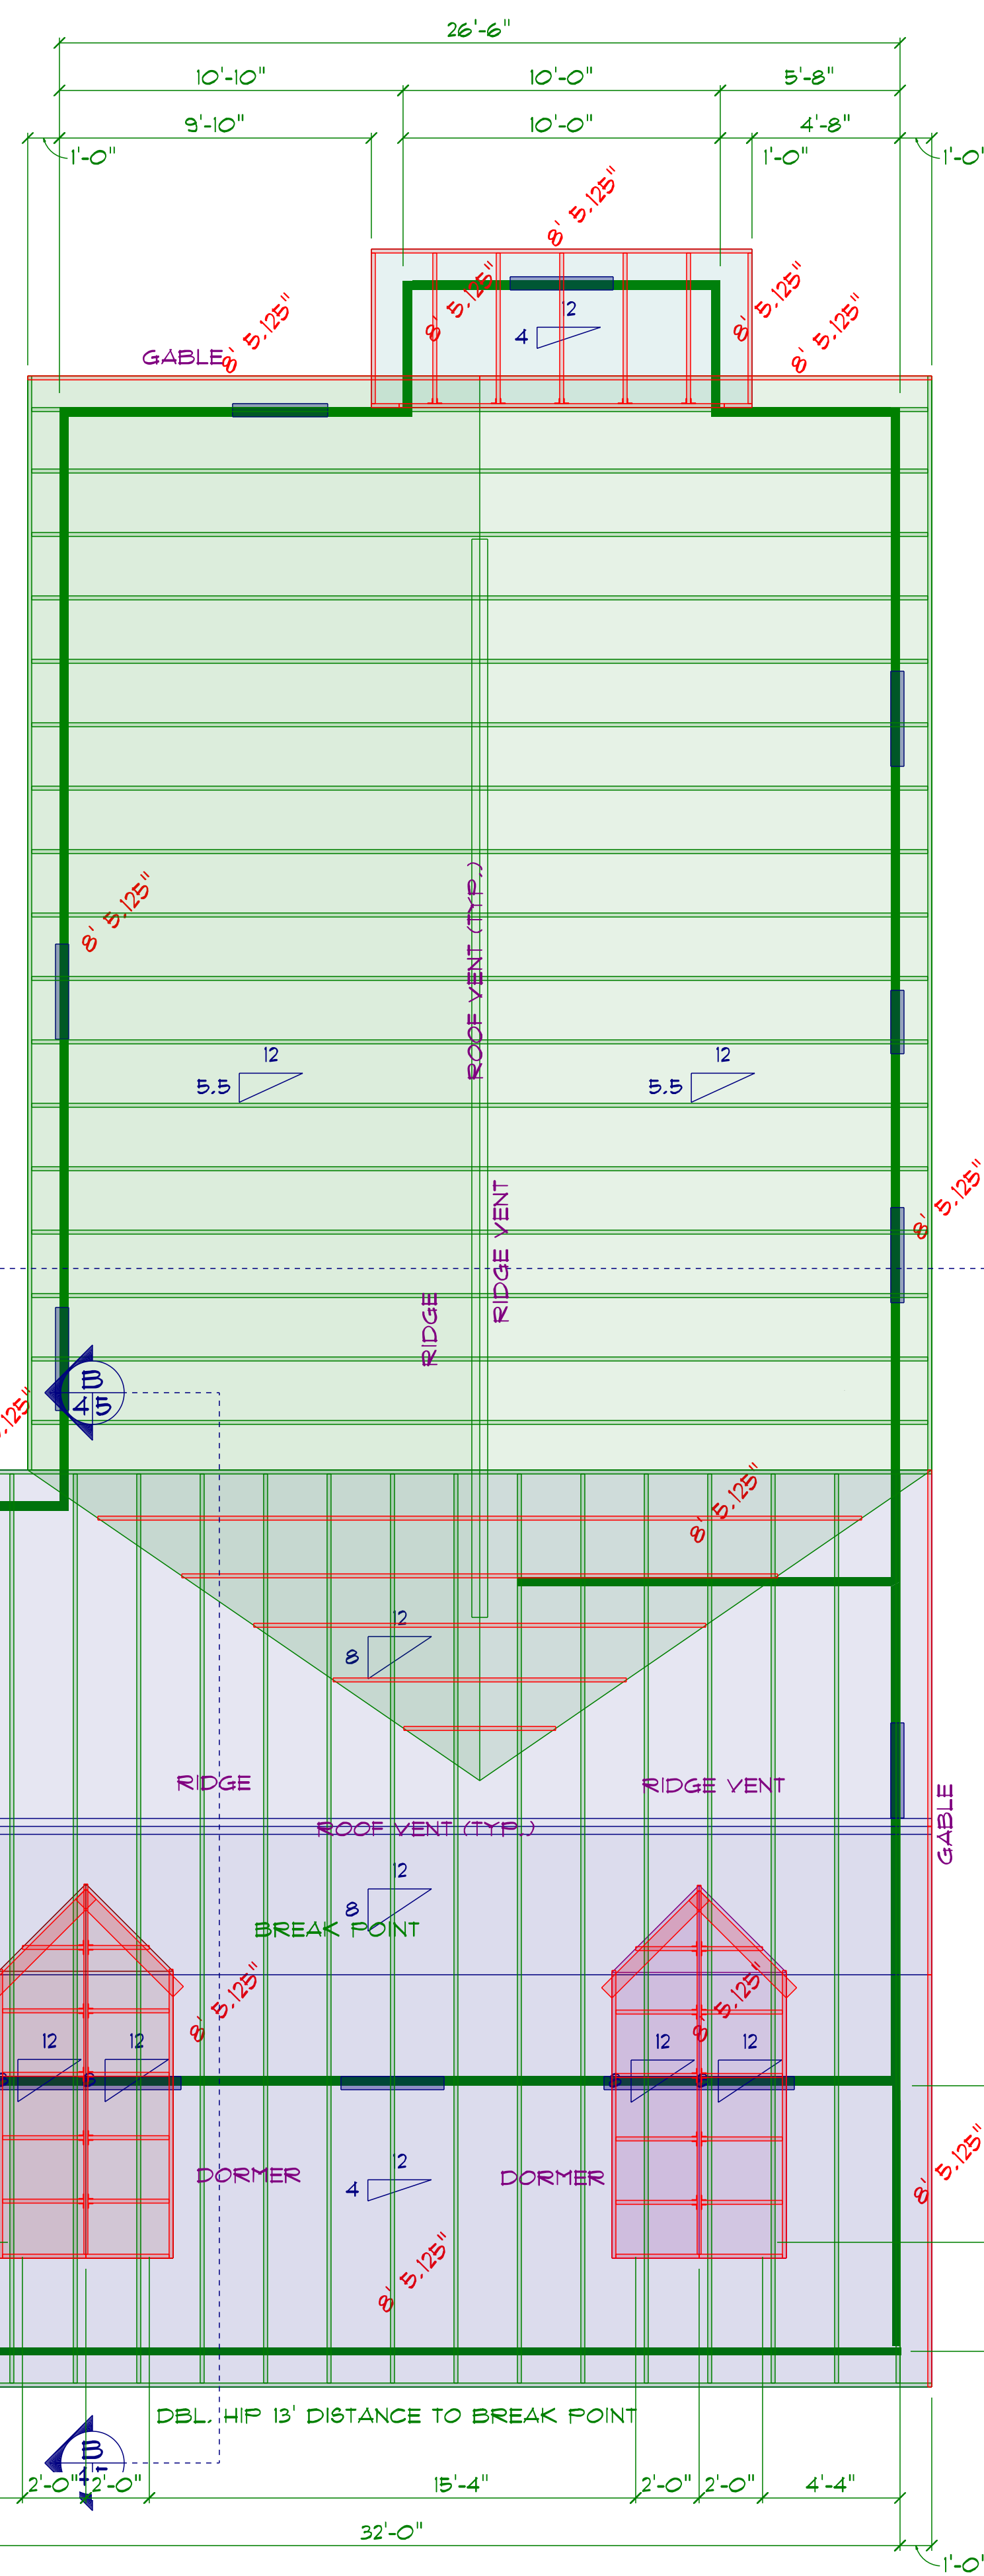 26'-6"
10'-10" 10'-0" 5'-8"
9'-10" 10'-0" 4'-8"
1'-0" 1'-0" 1'-0"
8' 5.125"
8' 5.125" 8' 5.125"
8' 5.125" 8' 5.125"
12
4
GABLE
ROOF VENT (TYP.)
8' 5.125"
12 12
5.5 5.5
8' 5.125"
RIDGE VENT
RIDGE
B
4 5
8' 5.125"
12
8
RIDGE RIDGE VENT
GABLE
ROOF VENT (TYP.)
12
8
BREAK POINT
8' 5.125" 8' 5.125"
12 12 12 12
8' 5.125"
DORMER DORMER
12
4
8' 5.125"
DBL. HIP 13' DISTANCE TO BREAK POINT
B
2'-0" 2'-0" 15'-4" 2'-0" 2'-0" 4'-4"
32'-0"
1'-0"